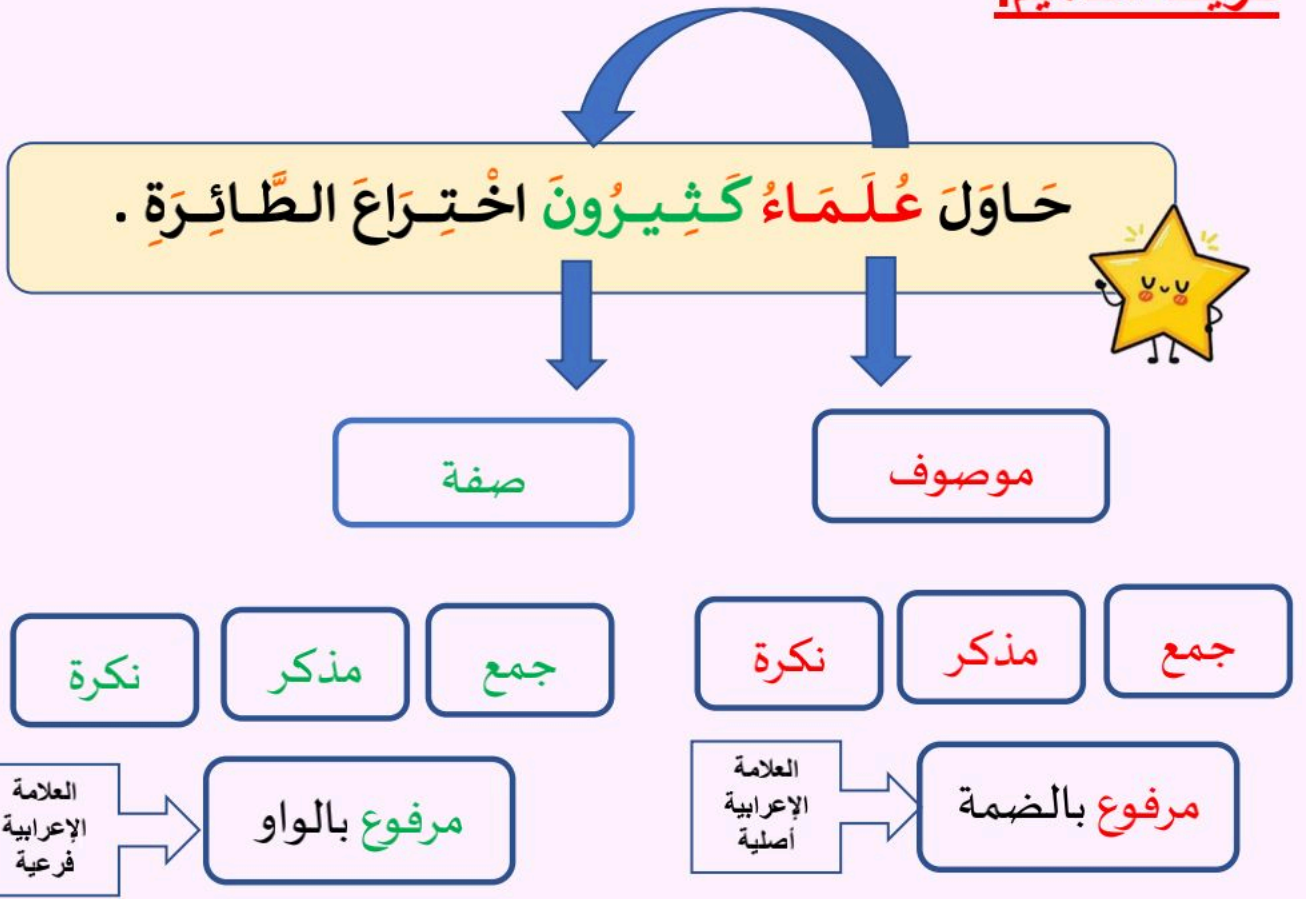 حَاوَلَ عُلَمَاءُ كَثِيرُونَ اخْتِرَاعَ الطَّائِرَةِ .
موصوف
صفة
جمع
مذكر
نكرة
جمع
مذكر
نكرة
مرفوع بالضمة
العلامة
الإعرابية
أصلية
مرفوع بالواو
العلامة
الإعرابية
فرعية